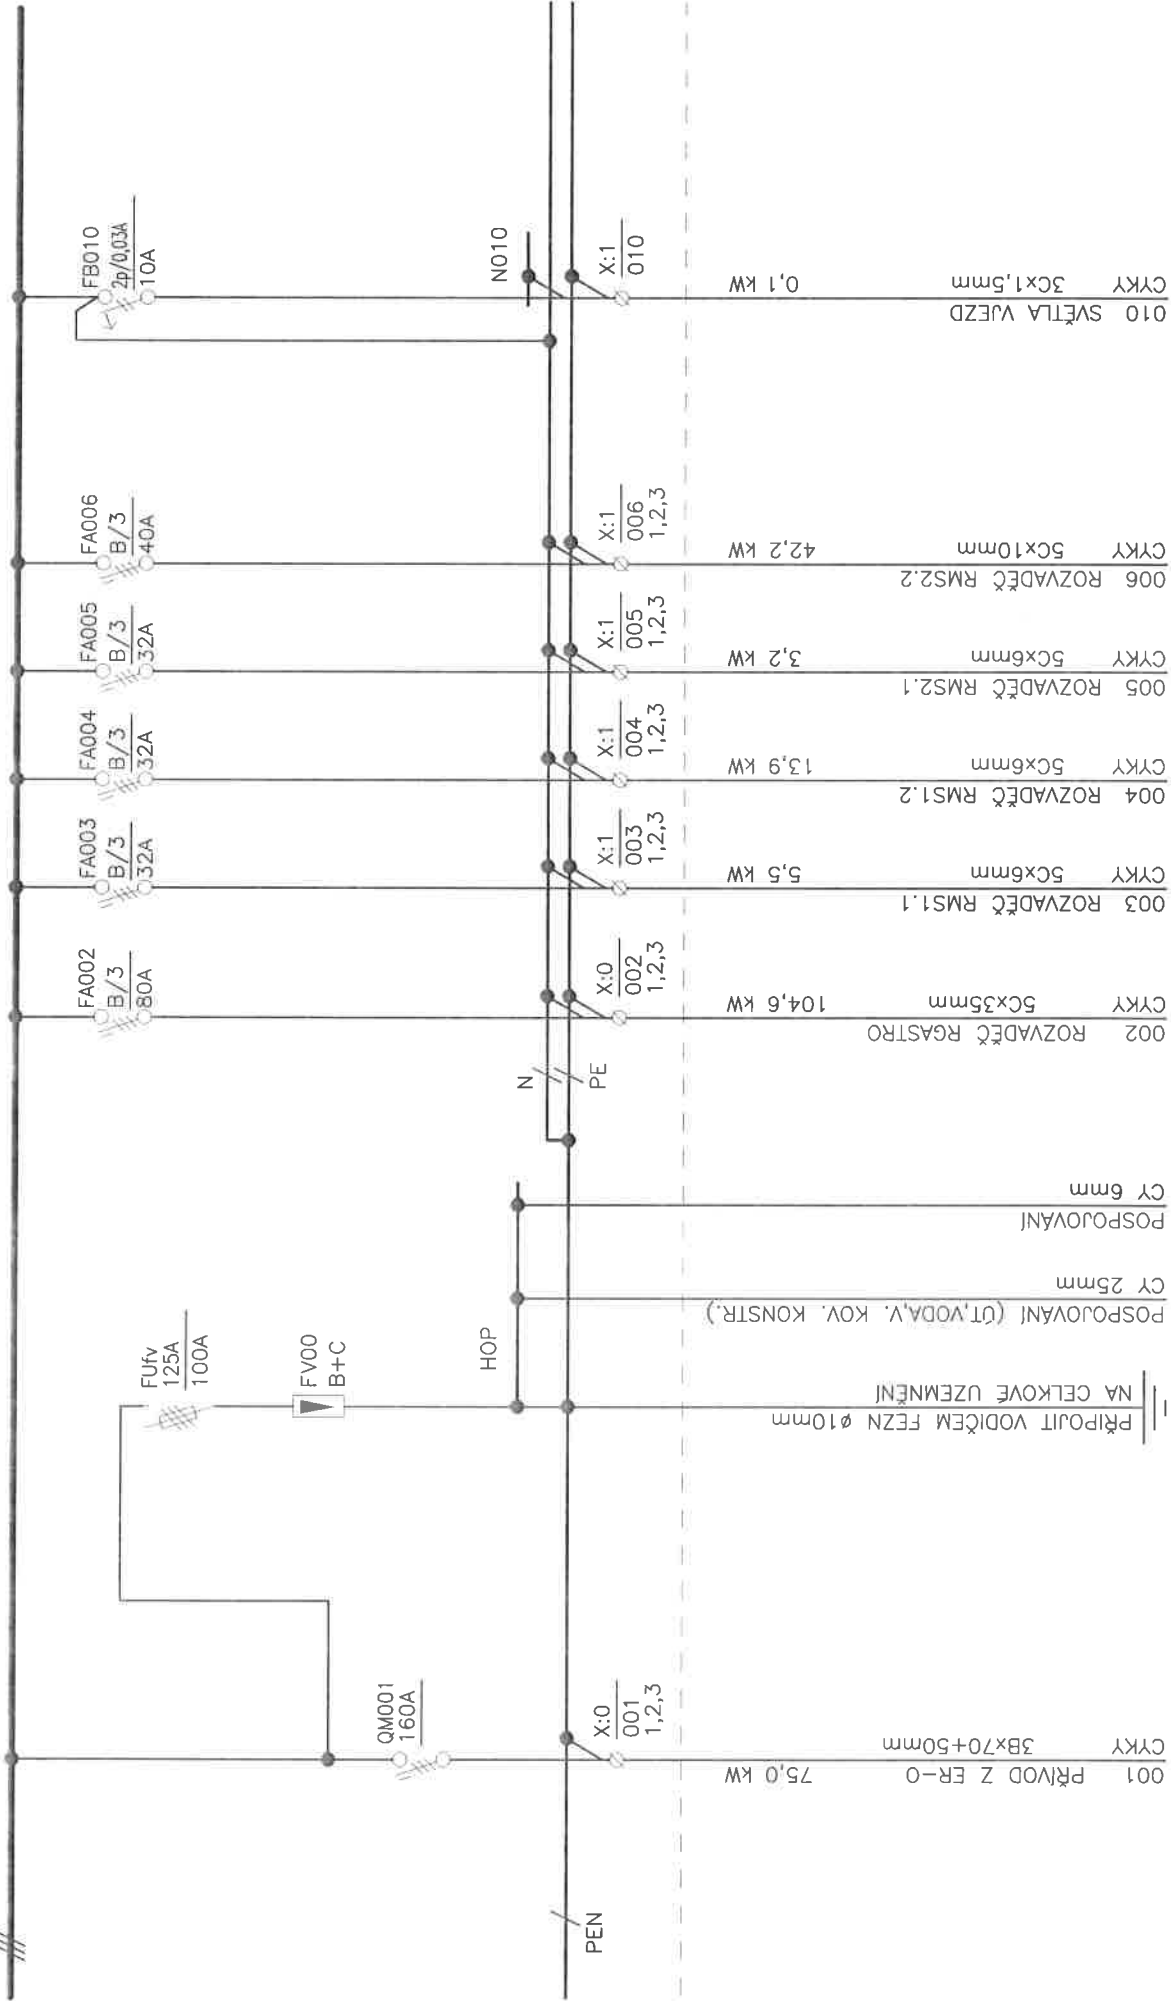 PEN
QM001
160A
X:0
001
1,2,3
001 PŘÍVOD Z ER-O 75,0 kW
CYKY 3Bx70+50mm
FUfv
125A
100A
FV00
B+C
HOP
PŘIPOJIT VODIČEM FEZN ø10mm
NA CELKOVÉ UZEMNĚNÍ
POSPOJOVÁNÍ (ÚT,VODA,V. KOV. KONSTR.)
CY 25mm
POSPOJOVÁNÍ
CY 6mm
N
PE
FA002
B/3
80A
X:0
002
1,2,3
002 ROZVADĚČ RGASTRO
CYKY 5Cx35mm 104,6 kW
FA003
B/3
32A
X:1
003
1,2,3
003 ROZVADĚČ RMS1.1
CYKY 5Cx6mm 5,5 kW
FA004
B/3
32A
X:1
004
1,2,3
004 ROZVADĚČ RMS1.2
CYKY 5Cx6mm 13,9 kW
FA005
B/3
32A
X:1
005
1,2,3
005 ROZVADĚČ RMS2.1
CYKY 5Cx6mm 3,2 kW
FA006
B/3
40A
X:1
006
1,2,3
006 ROZVADĚČ RMS2.2
CYKY 5Cx10mm 42,2 kW
FB010
2p/0,03A
10A
N010
X:1
010
010 SVĚTLA VJEZD
CYKY 3Cx1,5mm 0,1 kW